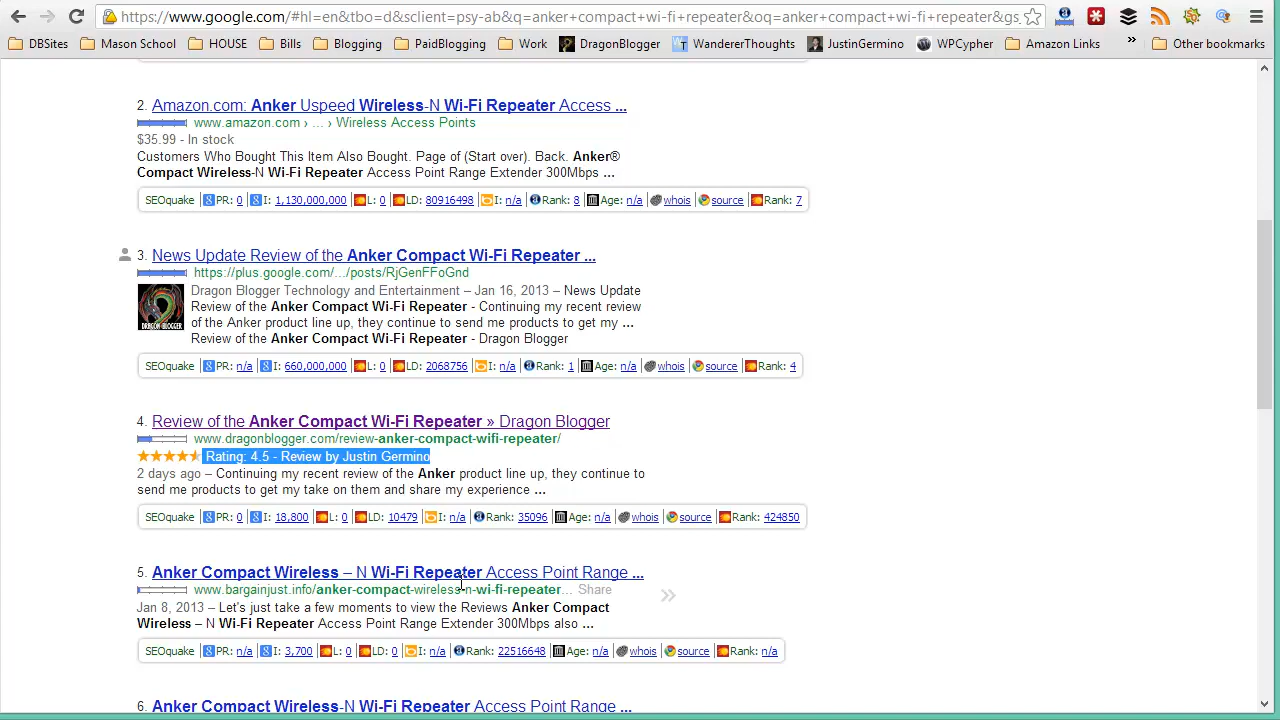 https://www.google.com/#hl=en&tbo=d&sclient=psy-ab&q=anker+compact+wi-fi+repeater&oq=anker+compact+wi-fi+repeater&gs_
DBSites Mason School HOUSE Bills Blogging PaidBlogging Work DragonBlogger WandererThoughts JustinGermino WPCypher Amazon Links » Other bookmarks
2. Amazon.com: Anker Uspeed Wireless-N Wi-Fi Repeater Access ...
www.amazon.com › ... › Wireless Access Points
$35.99 - In stock
Customers Who Bought This Item Also Bought. Page of (Start over). Back. Anker®
Compact Wireless-N Wi-Fi Repeater Access Point Range Extender 300Mbps ...
SEOquake PR: 0 I: 1,130,000,000 L: 0 LD: 80916498 I: n/a Rank: 8 Age: n/a whois source Rank: 7
3. News Update Review of the Anker Compact Wi-Fi Repeater ...
https://plus.google.com/.../posts/RjGenFFoGnd
Dragon Blogger Technology and Entertainment – Jan 16, 2013 – News Update
Review of the Anker Compact Wi-Fi Repeater - Continuing my recent review
of the Anker product line up, they continue to send me products to get my ...
Review of the Anker Compact Wi-Fi Repeater - Dragon Blogger
DRAGON BLOGGER
SEOquake PR: n/a I: 660,000,000 L: 0 LD: 2068756 I: n/a Rank: 1 Age: n/a whois source Rank: 4
4. Review of the Anker Compact Wi-Fi Repeater » Dragon Blogger
www.dragonblogger.com/review-anker-compact-wifi-repeater/
Rating: 4.5 - Review by Justin Germino
2 days ago – Continuing my recent review of the Anker product line up, they continue to
send me products to get my take on them and share my experience ...
SEOquake PR: 0 I: 18,800 L: 0 LD: 10479 I: n/a Rank: 35096 Age: n/a whois source Rank: 424850
5. Anker Compact Wireless – N Wi-Fi Repeater Access Point Range ...
www.bargainjust.info/anker-compact-wireless-n-wi-fi-repeater... Share
Jan 8, 2013 – Let's just take a few moments to view the Reviews Anker Compact
Wireless – N Wi-Fi Repeater Access Point Range Extender 300Mbps also ...
SEOquake PR: n/a I: 3,700 L: 0 LD: 0 I: n/a Rank: 22516648 Age: n/a whois source Rank: n/a
6. Anker Compact Wireless-N Wi-Fi Repeater Access Point Range ...